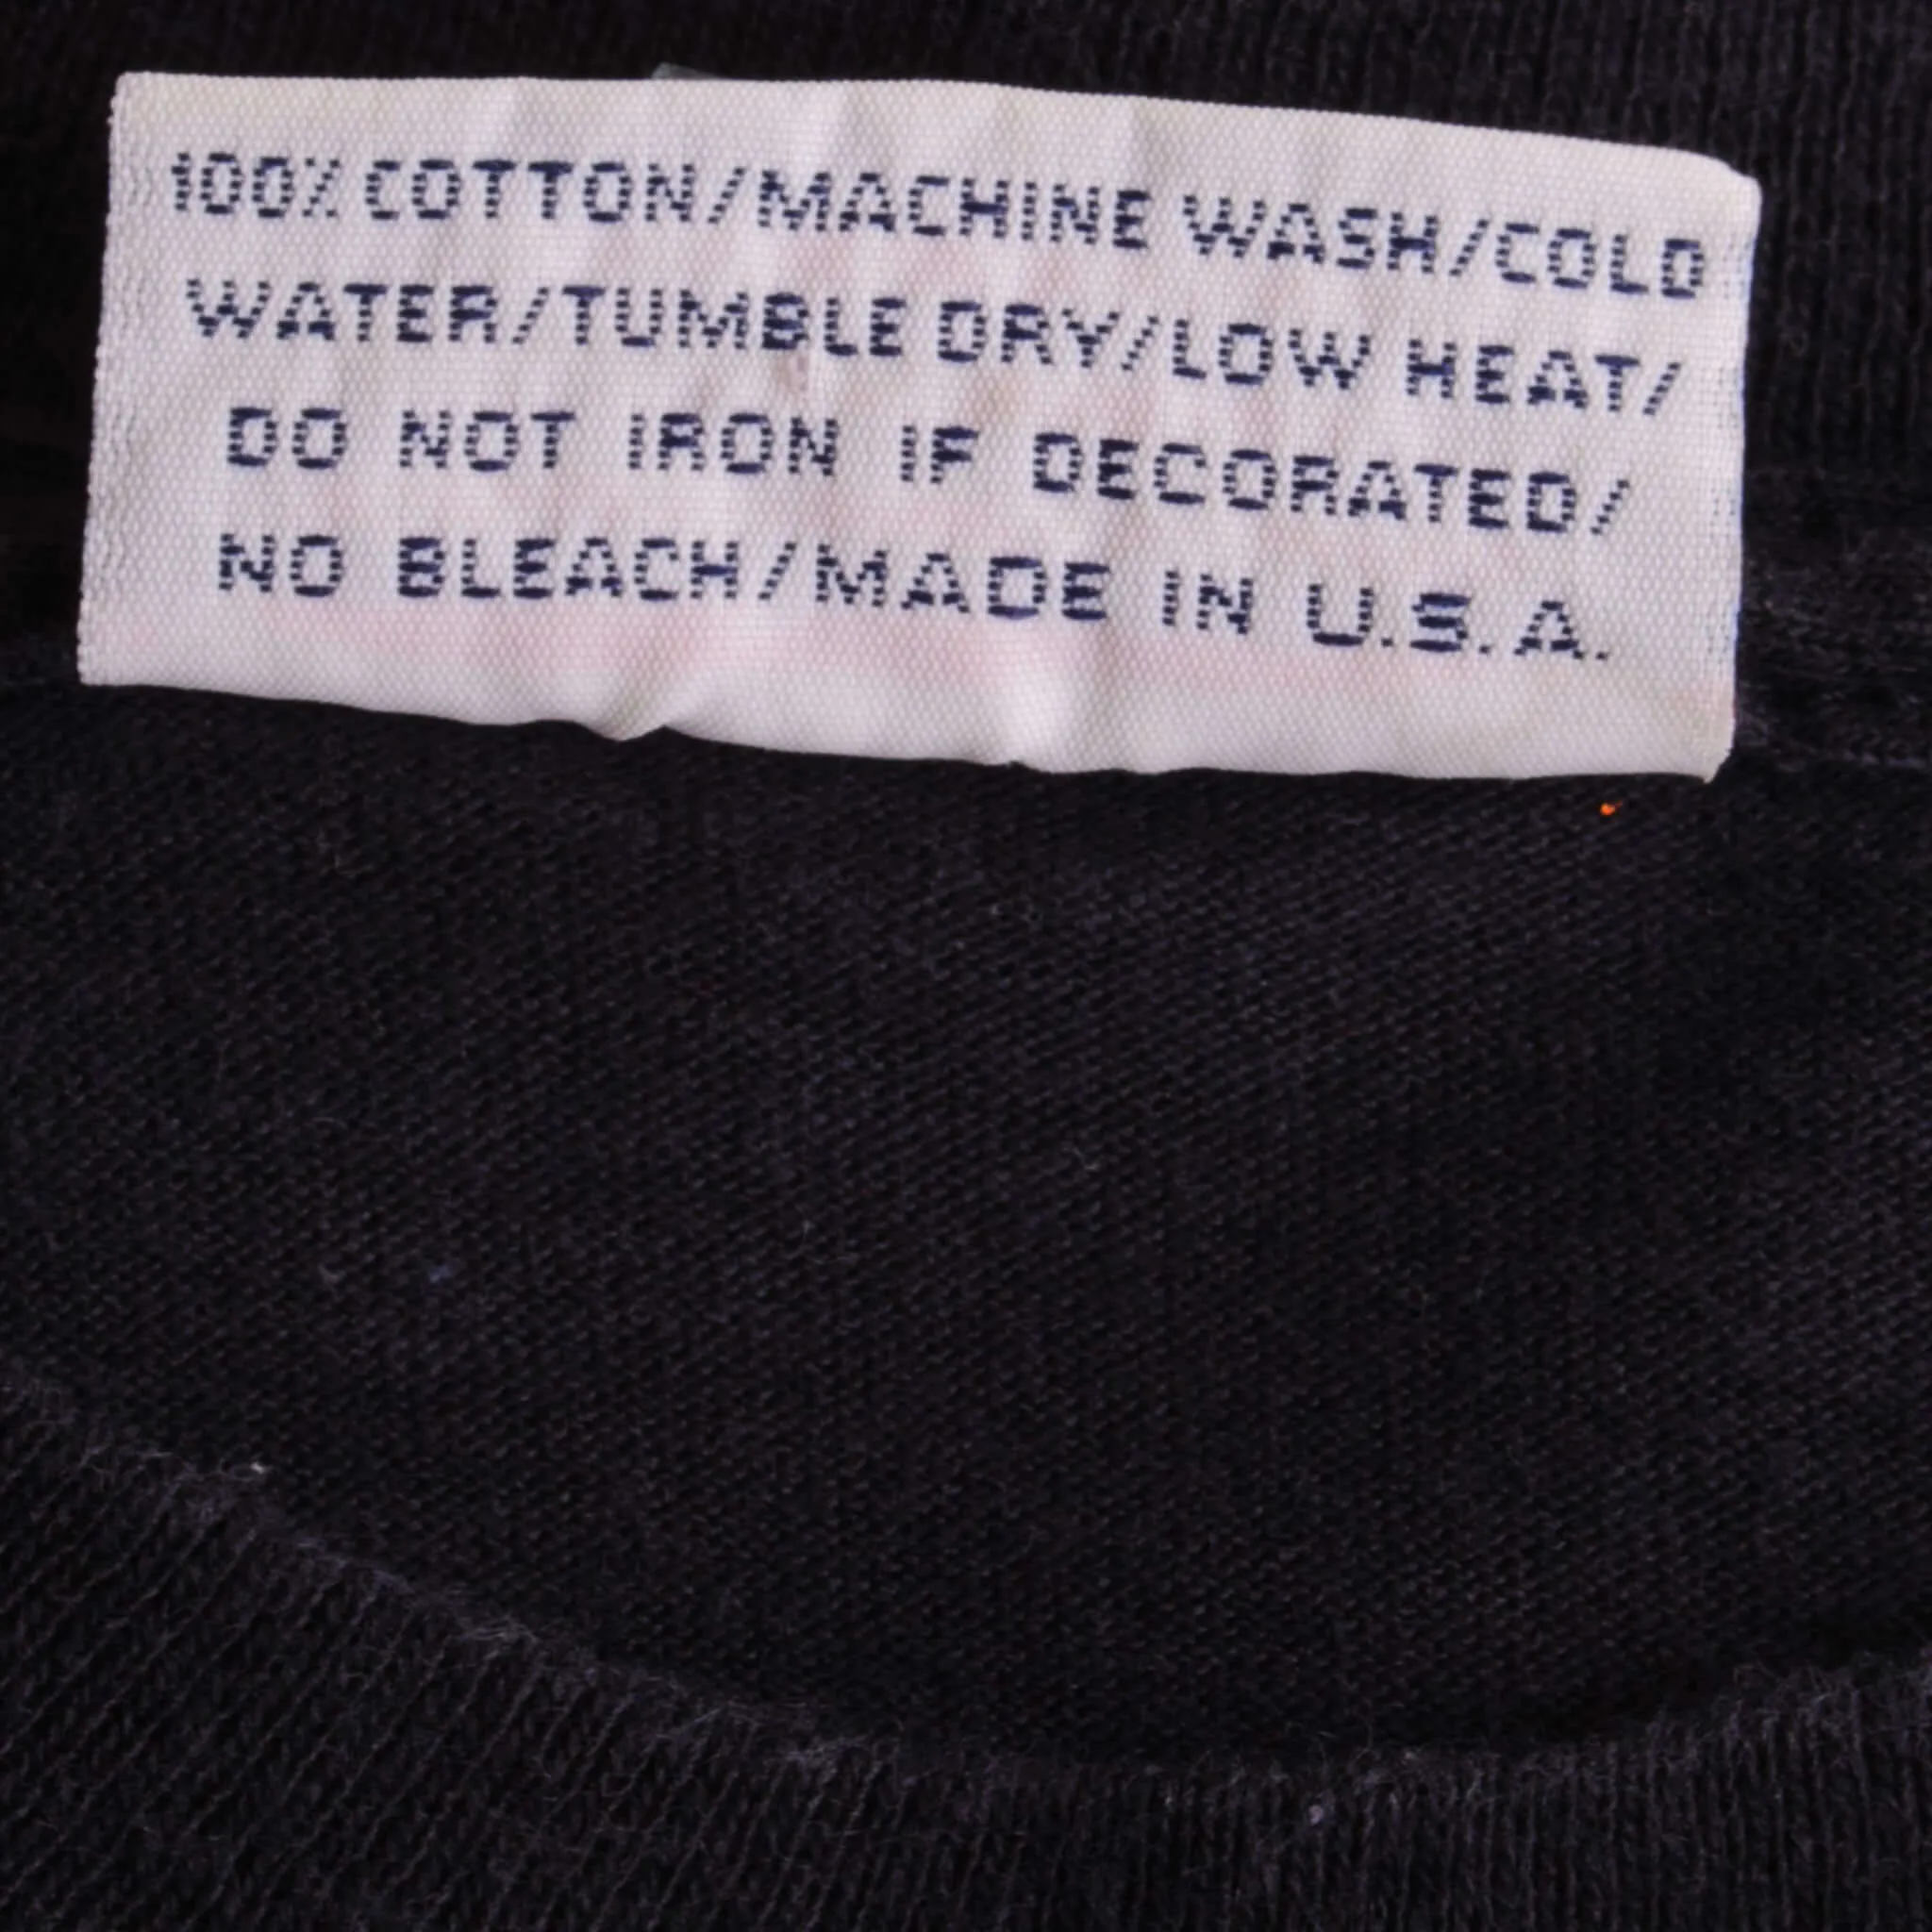 100% COTTON/MACHINE WASH/COLD
WATER/TUMBLE DRY/LOW HEAT/
DO NOT IRON IF DECORATED/
NO BLEACH/MADE IN U.S.A.